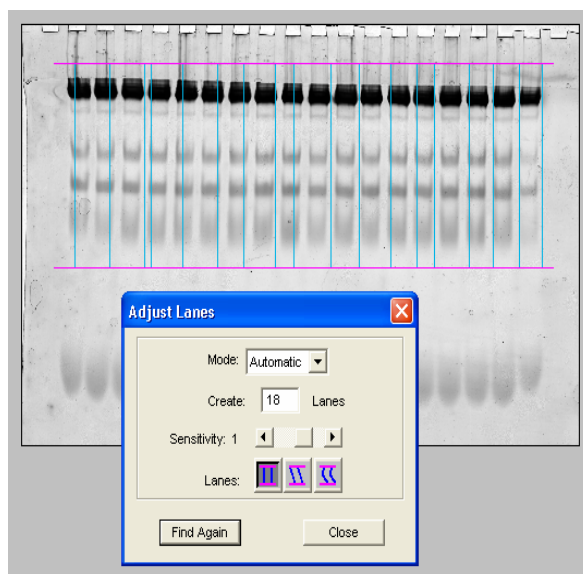 Adjust Lanes
Mode: Automatic
Create: 18 Lanes
Sensitivity: 1
Lanes:
Find Again Close